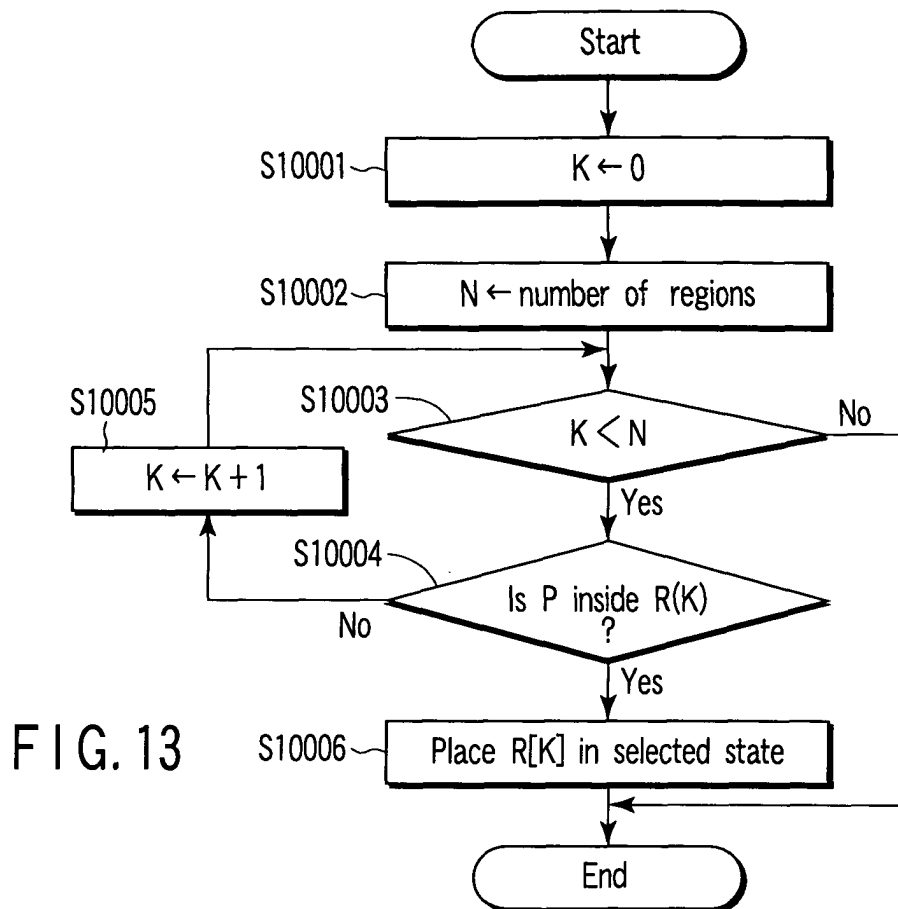 Start
S10001
K ← 0
S10002
N ← number of regions
S10005
S10003
K < N
No
K ← K + 1
Yes
S10004
Is P inside R(K)
?
No
Yes
FIG. 13
S10006
Place R[K] in selected state
End